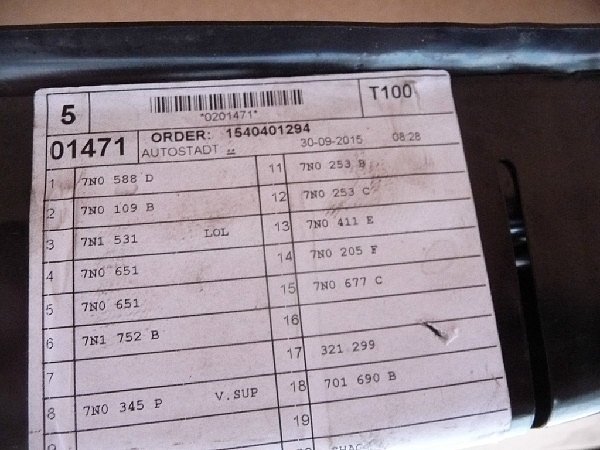 5 *0201471* T100
01471 ORDER: 1540401294
AUTOSTADT 30-09-2015 08:28
1 7N0 588 D
2 7N0 109 B
3 7N1 531 LOL
4 7N0 651
5 7N0 651
6 7N1 752 B
7
8 7N0 345 P V.SUP
9
11 7N0 253 B
12 7N0 253 C
13 7N0 411 E
14 7N0 205 F
15 7N0 677 C
16
17 321 299
18 701 690 B
19